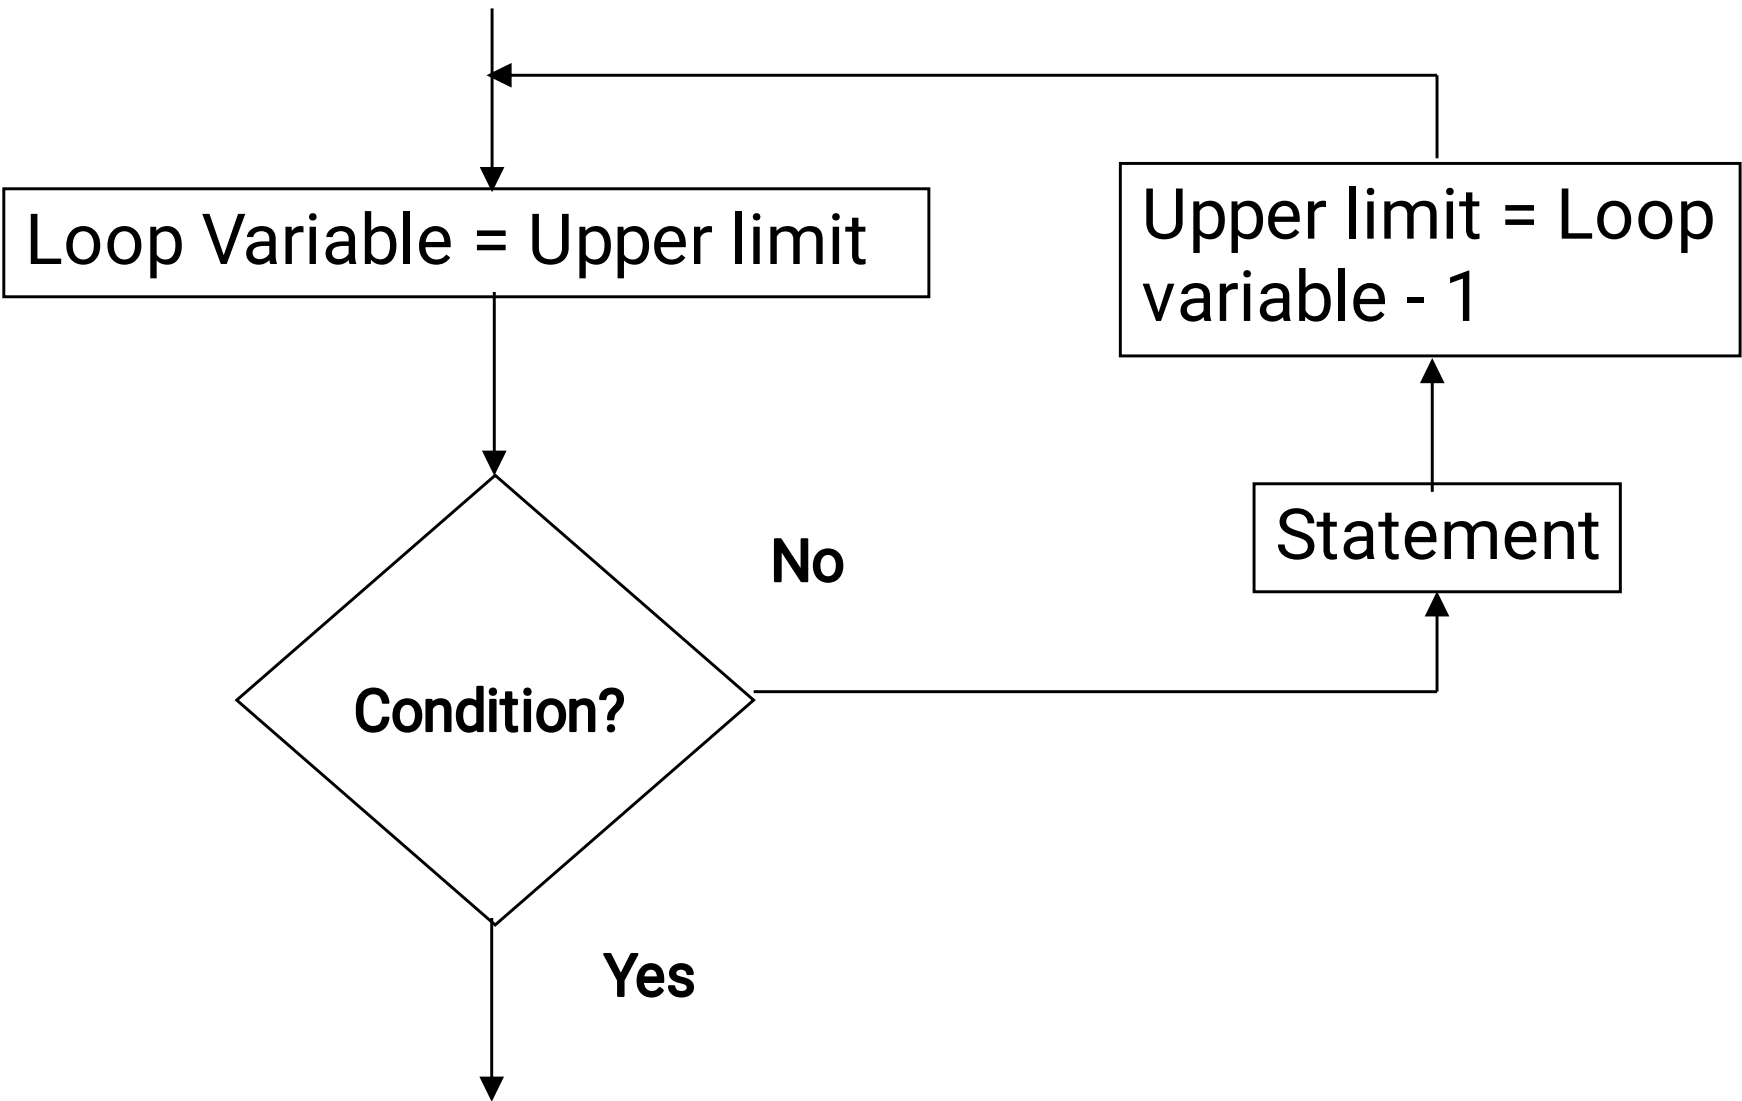 Loop Variable = Upper limit
Upper limit = Loop
variable - 1
Statement
No
Condition?
Yes